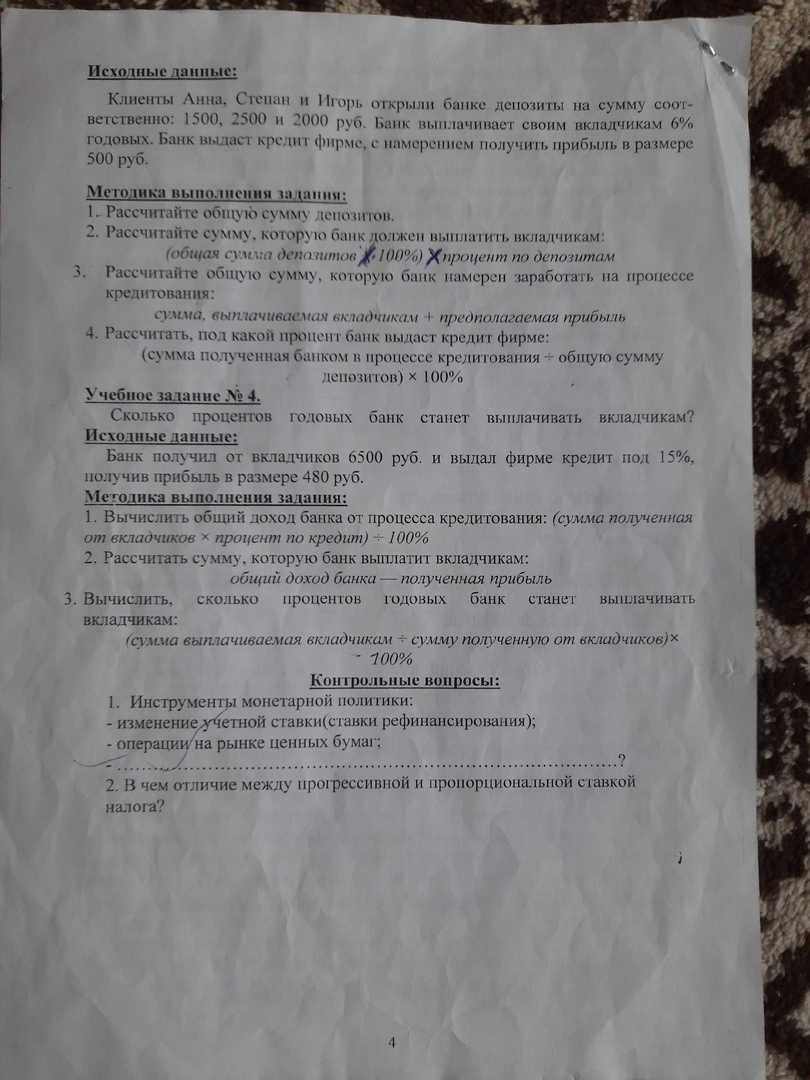 Исходные данные:
Клиенты Анна, Степан и Игорь открыли банке депозиты на сумму соот-
ветственно: 1500, 2500 и 2000 руб. Банк выплачивает своим вкладчикам 6%
годовых. Банк выдаст кредит фирме, с намерением получить прибыль в размере
500 руб.
Методика выполнения задания:
1. Рассчитайте общую сумму депозитов.
2. Рассчитайте сумму, которую банк должен выплатить вкладчикам:
(общая сумма депозитов 100%) × процент по депозитам
3. Рассчитайте общую сумму, которую банк намерен заработать на процессе
кредитования:
сумма, выплачиваемая вкладчикам + предполагаемая прибыль
4. Рассчитать, под какой процент банк выдаст кредит фирме:
(сумма полученная банком в процессе кредитования ÷ общую сумму
депозитов) × 100%
Учебное задание № 4.
Сколько процентов годовых банк станет выплачивать вкладчикам?
Исходные данные:
Банк получил от вкладчиков 6500 руб. и выдал фирме кредит под 15%,
получив прибыль в размере 480 руб.
Методика выполнения задания:
1. Вычислить общий доход банка от процесса кредитования: (сумма полученная
от вкладчиков × процент по кредит) ÷ 100%
2. Рассчитать сумму, которую банк выплатит вкладчикам:
общий доход банка — полученная прибыль
3. Вычислить, сколько процентов годовых банк станет выплачивать
вкладчикам:
(сумма выплачиваемая вкладчикам ÷ сумму полученную от вкладчиков)×
100%
Контрольные вопросы:
1. Инструменты монетарной политики:
- изменение учетной ставки(ставки рефинансирования);
- операции на рынке ценных бумаг;
- ....................................................................................?
2. В чем отличие между прогрессивной и пропорциональной ставкой
налога?
4